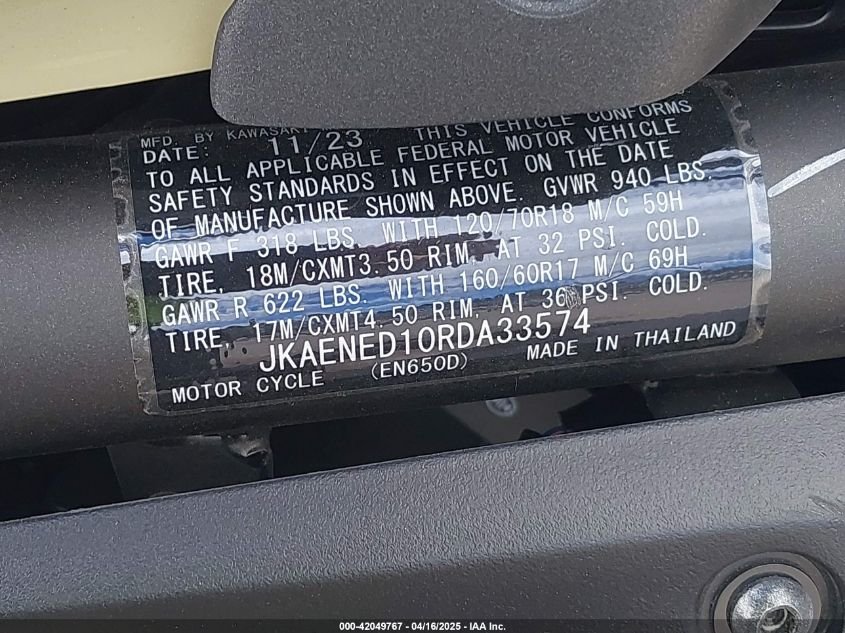 MFD. BY KAWASAKI
DATE: 11/23 THIS VEHICLE CONFORMS
TO ALL APPLICABLE FEDERAL MOTOR VEHICLE
SAFETY STANDARDS IN EFFECT ON THE DATE
OF MANUFACTURE SHOWN ABOVE. GVWR 940 LBS.
GAWR F 318 LBS. WITH 120/70R18 M/C 59H
TIRE, 18M/CXMT3.50 RIM, AT 32 PSI. COLD.
GAWR R 622 LBS. WITH 160/60R17 M/C 69H
TIRE, 17M/CXMT4.50 RIM, AT 36 PSI. COLD.
JKAENED10RDA33574
MOTOR CYCLE (EN650D) MADE IN THAILAND
000-42049767 - 04/16/2025 - IAA Inc.